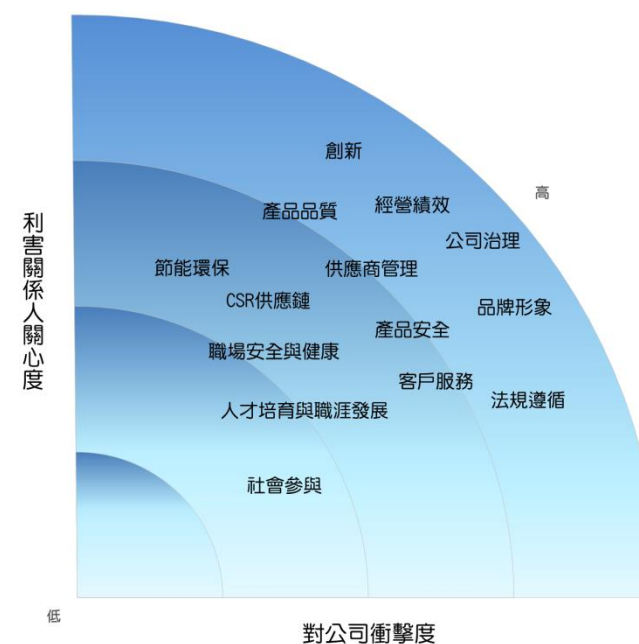 創新
產品品質
經營績效
高
公司治理
節能環保
供應商管理
CSR供應鏈
品牌形象
產品安全
職場安全與健康
客戶服務
法規遵循
人才培育與職涯發展
社會參與
利害關係人關心度
低
對公司衝擊度